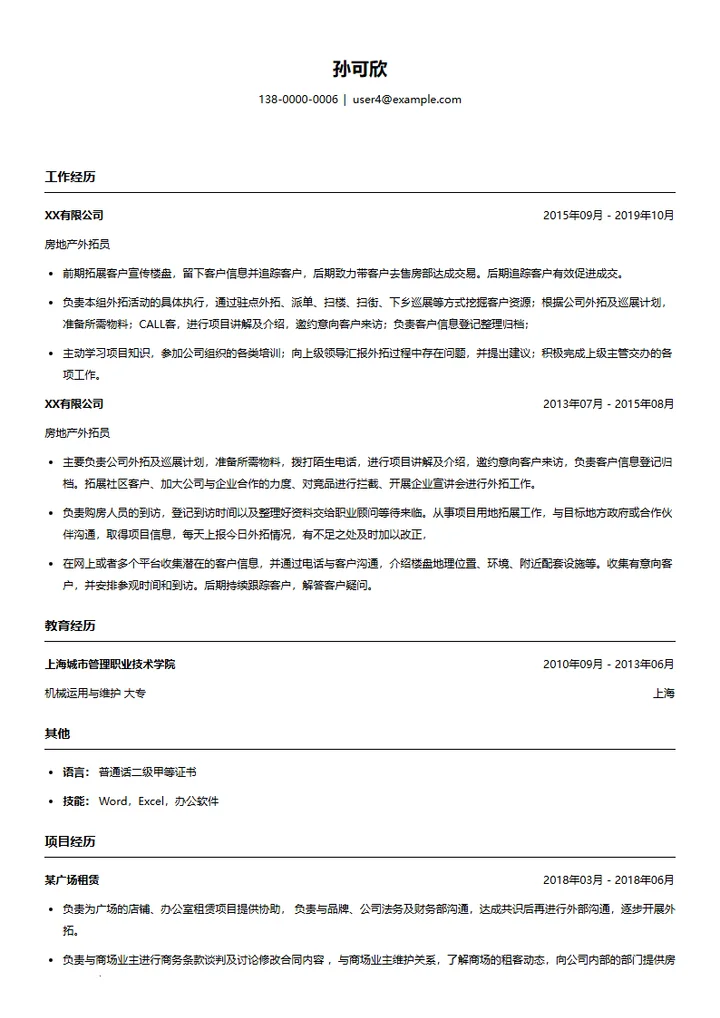 孙可欣
138-0000-0006 | user4@example.com
工作经历
XX有限公司 2015年09月 - 2019年10月
房地产外拓员
• 前期拓展客户宣传楼盘，留下客户信息并追踪客户，后期致力带客户去售房部达成交易。后期追踪客户有效促进成交。
• 负责本组外拓活动的具体执行，通过驻点外拓、派单、扫楼、扫街、下乡巡展等方式挖掘客户资源；根据公司外拓及巡展计划，
准备所需物料；CALL客，进行项目讲解及介绍，邀约意向客户来访；负责客户信息登记整理归档；
• 主动学习项目知识，参加公司组织的各类培训；向上级领导汇报外拓过程中存在问题，并提出建议；积极完成上级主管交办的各
项工作。
XX有限公司 2013年07月 - 2015年08月
房地产外拓员
• 主要负责公司外拓及巡展计划，准备所需物料，拨打陌生电话，进行项目讲解及介绍，邀约意向客户来访，负责客户信息登记归
档。拓展社区客户、加大公司与企业合作的力度、对竞品进行拦截、开展企业宣讲会进行外拓工作。
• 负责购房人员的到访，登记到访时间以及整理好资料交给职业顾问等待来临。从事项目用地拓展工作，与目标地方政府或合作伙
伴沟通，取得项目信息，每天上报今日外拓情况，有不足之处及时加以改正，
• 在网上或者多个平台收集潜在的客户信息，并通过电话与客户沟通，介绍楼盘地理位置、环境、附近配套设施等。收集有意向客
户，并安排参观时间和到访。后期持续跟踪客户，解答客户疑问。
教育经历
上海城市管理职业技术学院 2010年09月 - 2013年06月
机械运用与维护 大专 上海
其他
• 语言： 普通话二级甲等证书
• 技能： Word，Excel，办公软件
项目经历
某广场租赁 2018年03月 - 2018年06月
• 负责为广场的店铺、办公室租赁项目提供协助， 负责与品牌、公司法务及财务部沟通，达成共识后再进行外部沟通，逐步开展外
拓。
• 负责与商场业主进行商务条款谈判及讨论修改合同内容 ，与商场业主维护关系，了解商场的租客动态，向公司内部的部门提供房